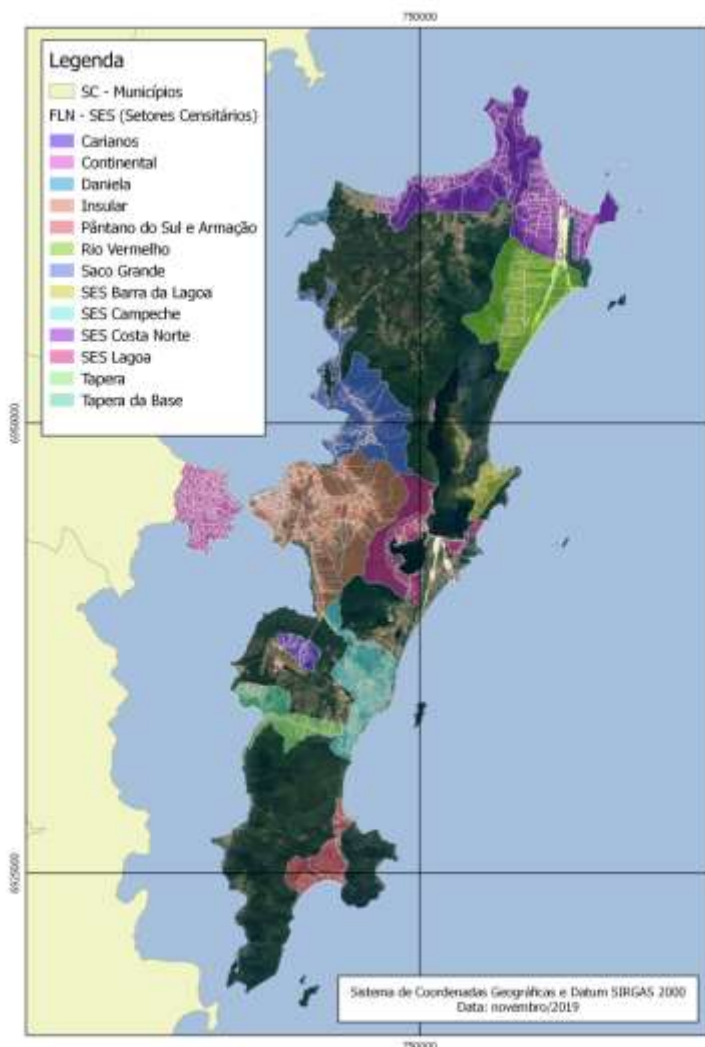 750000
Legenda
SC - Municípios
FLN - SES (Setores Censitários)
Carianos
Continental
Daniela
Insular
Pântano do Sul e Armação
Rio Vermelho
Saco Grande
SES Barra da Lagoa
SES Campeche
SES Costa Norte
SES Lagoa
Tapera
Tapera da Base
6950000
6925000
Sistema de Coordenadas Geográficas e Datum SIRGAS 2000
Data: novembro/2019
750000